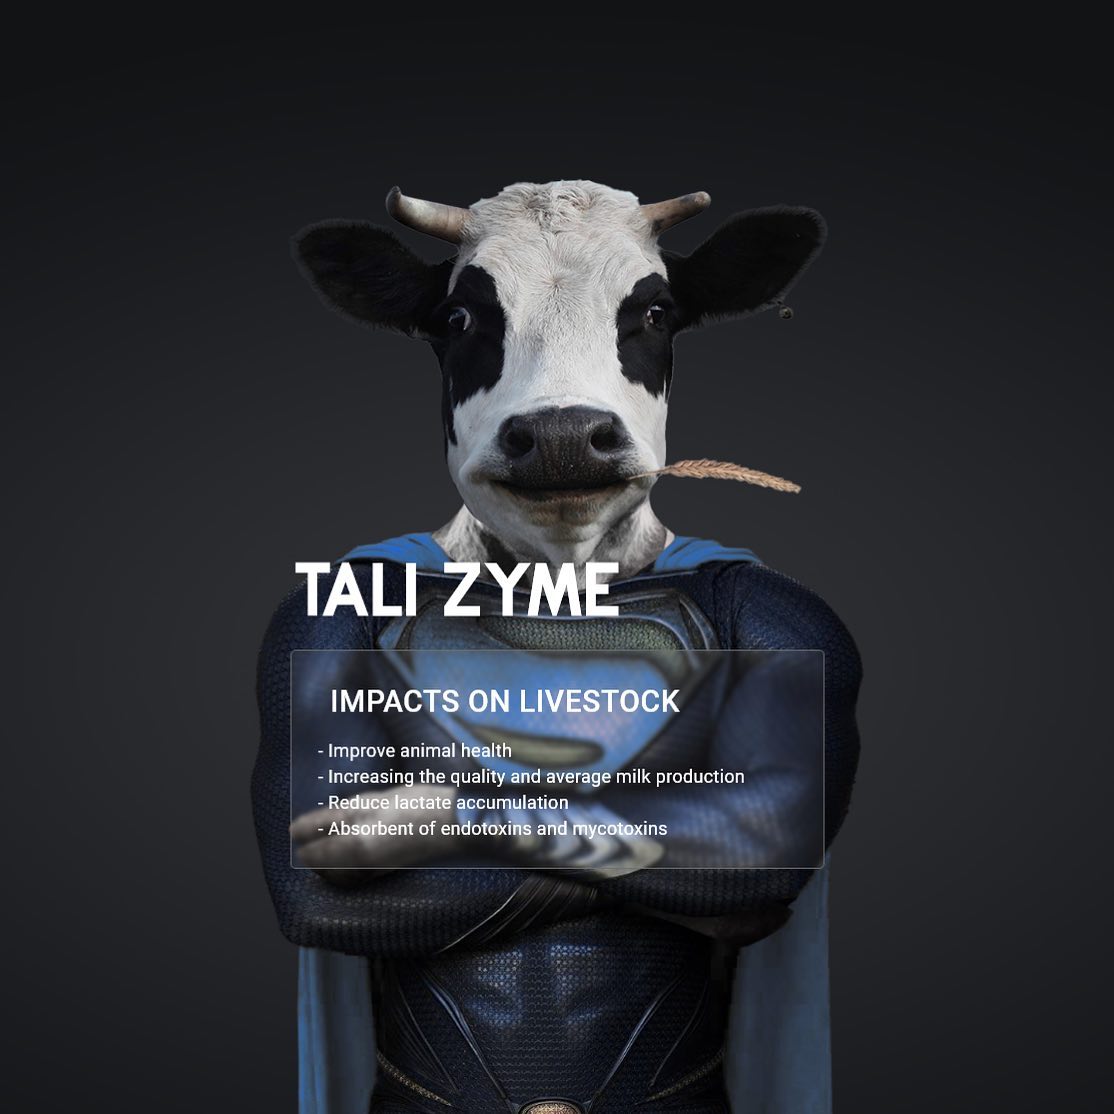 TALI ZYME
IMPACTS ON LIVESTOCK
- Improve animal health
- Increasing the quality and average milk production
- Reduce lactate accumulation
- Absorbent of endotoxins and mycotoxins